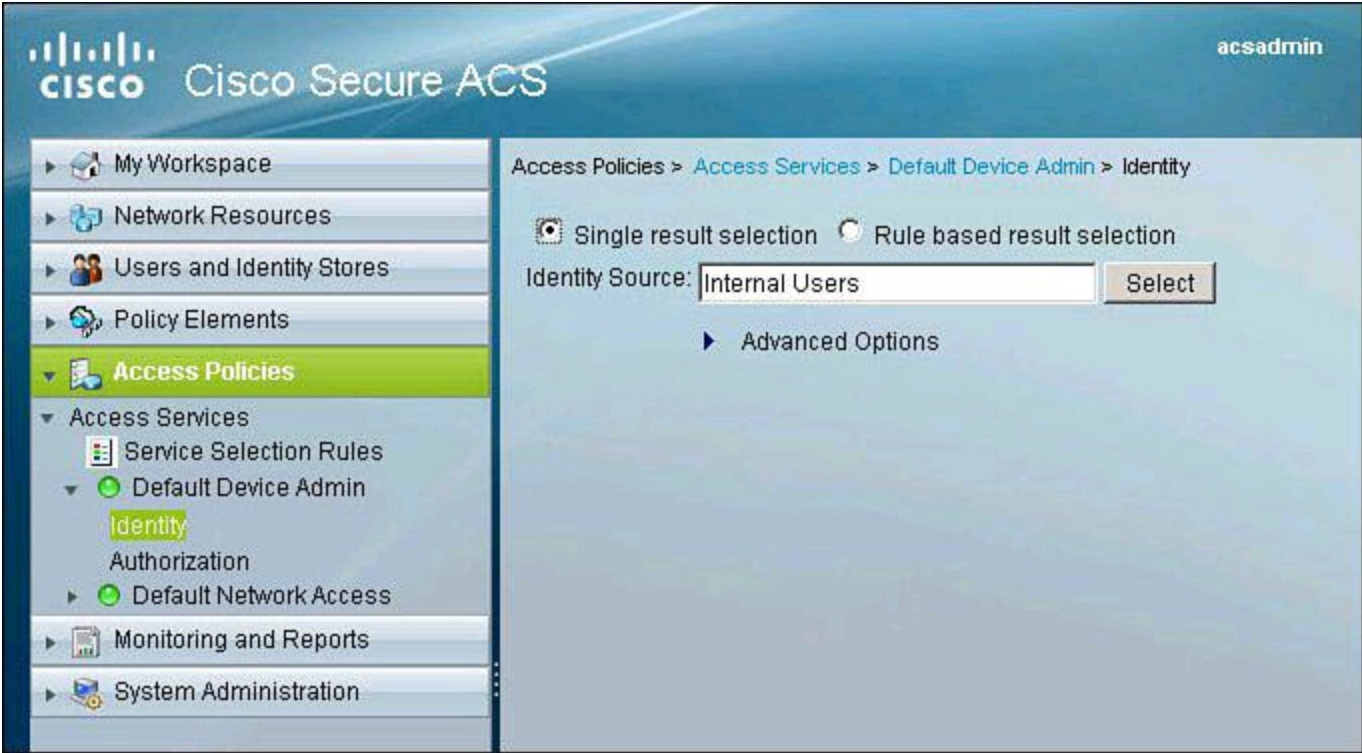 acsadmin
CISCO Cisco Secure ACS
My Workspace
Network Resources
Users and Identity Stores
Policy Elements
Access Policies
Access Services
Service Selection Rules
Default Device Admin
Identity
Authorization
Default Network Access
Monitoring and Reports
System Administration
Access Policies > Access Services > Default Device Admin > Identity
Single result selection Rule based result selection
Identity Source: Internal Users Select
Advanced Options